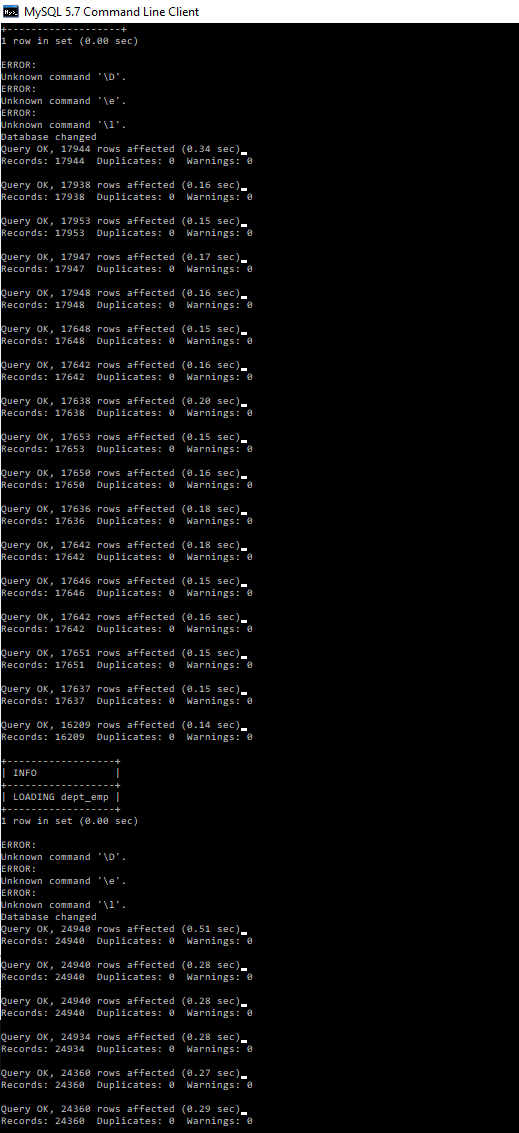 MySQL 5.7 Command Line Client
+-------------------+
1 row in set (0.00 sec)
ERROR:
Unknown command '\D'.
ERROR:
Unknown command '\e'.
ERROR:
Unknown command '\l'.
Database changed
Query OK, 17944 rows affected (0.34 sec)
Records: 17944  Duplicates: 0  Warnings: 0
Query OK, 17938 rows affected (0.16 sec)
Records: 17938  Duplicates: 0  Warnings: 0
Query OK, 17953 rows affected (0.15 sec)
Records: 17953  Duplicates: 0  Warnings: 0
Query OK, 17947 rows affected (0.17 sec)
Records: 17947  Duplicates: 0  Warnings: 0
Query OK, 17948 rows affected (0.16 sec)
Records: 17948  Duplicates: 0  Warnings: 0
Query OK, 17648 rows affected (0.15 sec)
Records: 17648  Duplicates: 0  Warnings: 0
Query OK, 17642 rows affected (0.16 sec)
Records: 17642  Duplicates: 0  Warnings: 0
Query OK, 17638 rows affected (0.20 sec)
Records: 17638  Duplicates: 0  Warnings: 0
Query OK, 17653 rows affected (0.15 sec)
Records: 17653  Duplicates: 0  Warnings: 0
Query OK, 17650 rows affected (0.16 sec)
Records: 17650  Duplicates: 0  Warnings: 0
Query OK, 17636 rows affected (0.18 sec)
Records: 17636  Duplicates: 0  Warnings: 0
Query OK, 17642 rows affected (0.18 sec)
Records: 17642  Duplicates: 0  Warnings: 0
Query OK, 17646 rows affected (0.15 sec)
Records: 17646  Duplicates: 0  Warnings: 0
Query OK, 17642 rows affected (0.16 sec)
Records: 17642  Duplicates: 0  Warnings: 0
Query OK, 17651 rows affected (0.15 sec)
Records: 17651  Duplicates: 0  Warnings: 0
Query OK, 17637 rows affected (0.15 sec)
Records: 17637  Duplicates: 0  Warnings: 0
Query OK, 16209 rows affected (0.14 sec)
Records: 16209  Duplicates: 0  Warnings: 0
+------------------+
| INFO             |
+------------------+
| LOADING dept_emp |
+------------------+
1 row in set (0.00 sec)
ERROR:
Unknown command '\D'.
ERROR:
Unknown command '\e'.
ERROR:
Unknown command '\l'.
Database changed
Query OK, 24940 rows affected (0.51 sec)
Records: 24940  Duplicates: 0  Warnings: 0
Query OK, 24940 rows affected (0.28 sec)
Records: 24940  Duplicates: 0  Warnings: 0
Query OK, 24940 rows affected (0.28 sec)
Records: 24940  Duplicates: 0  Warnings: 0
Query OK, 24934 rows affected (0.28 sec)
Records: 24934  Duplicates: 0  Warnings: 0
Query OK, 24360 rows affected (0.27 sec)
Records: 24360  Duplicates: 0  Warnings: 0
Query OK, 24360 rows affected (0.29 sec)
Records: 24360  Duplicates: 0  Warnings: 0